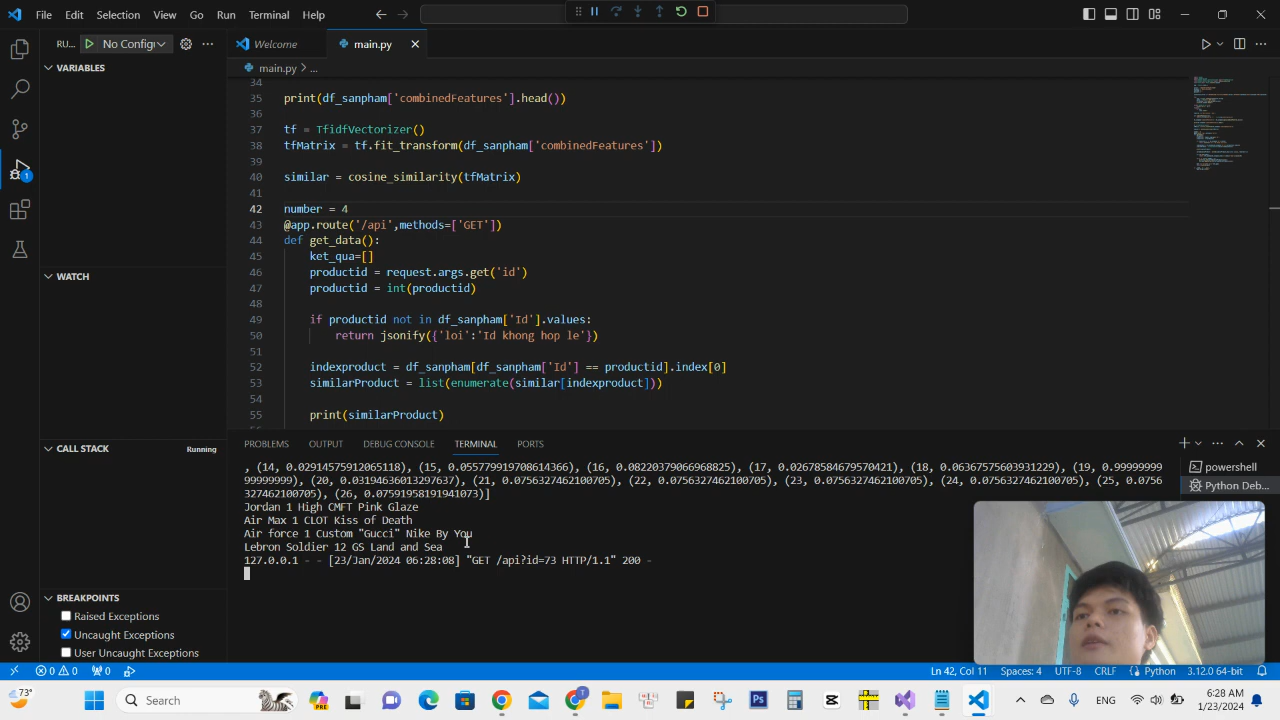 File Edit Selection View Go Run Terminal Help
RU... No Configu
Welcome
main.py
main.py > ...
VARIABLES
WATCH
CALL STACK
Running
BREAKPOINTS
Raised Exceptions
Uncaught Exceptions
User Uncaught Exceptions
1
34
35 print(df_sanpham['combinedFeatures'].head())
36
37 tf = TfidfVectorizer()
38 tfMatrix = tf.fit_transform(df_sanpham['combinedFeatures'])
39
40 similar = cosine_similarity(tfMatrix)
41
42 number = 4
43 @app.route('/api',methods=['GET'])
44 def get_data():
45 ket_qua=[]
46 productid = request.args.get('id')
47 productid = int(productid)
48
49 if productid not in df_sanpham['Id'].values:
50 return jsonify({'loi':'Id khong hop le'})
51
52 indexproduct = df_sanpham[df_sanpham['Id'] == productid].index[0]
53 similarProduct = list(enumerate(similar[indexproduct]))
54
55 print(similarProduct)
PROBLEMS OUTPUT DEBUG CONSOLE TERMINAL PORTS
powershell
Python Deb...
, (14, 0.02914575912065118), (15, 0.055779919708614366), (16, 0.08220379066968825), (17, 0.02678584679570421), (18, 0.06367575603931229), (19, 0.99999999
99999999), (20, 0.03194636013297637), (21, 0.0756327462100705), (22, 0.0756327462100705), (23, 0.0756327462100705), (24, 0.0756327462100705), (25, 0.0756
327462100705), (26, 0.07591958191941073)]
Jordan 1 High CMFT Pink Glaze
Air Max 1 CLOT Kiss of Death
Air force 1 Custom "Gucci" Nike By You
Lebron Soldier 12 GS Land and Sea
127.0.0.1 - - [23/Jan/2024 06:28:08] "GET /api?id=73 HTTP/1.1" 200 -
0 0 0
Ln 42, Col 11 Spaces: 4 UTF-8 CRLF Python 3.12.0 64-bit
73°
Search
ENG
6:28 AM
1/23/2024